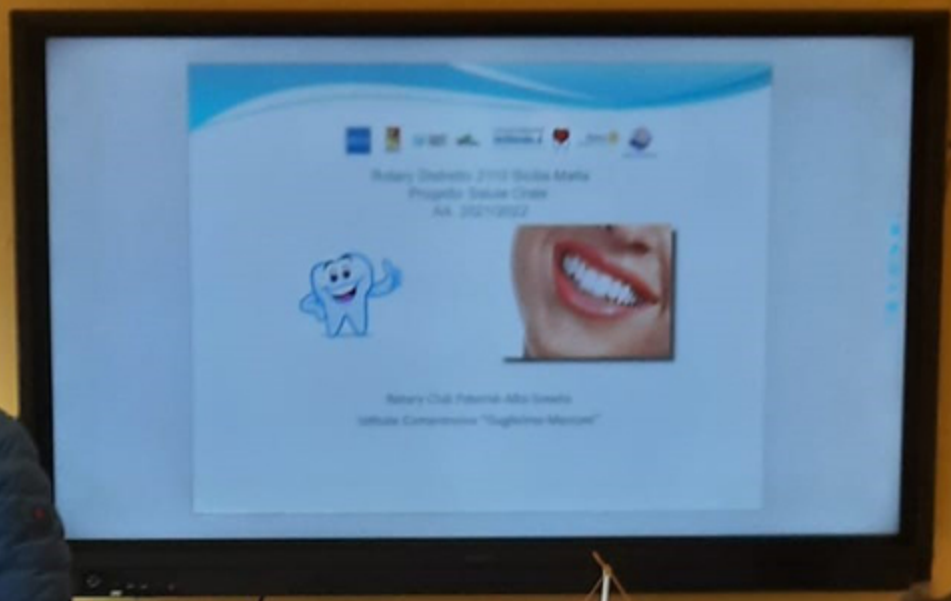 Rotary Distretto 2110 Sicilia Malta
Progetto Salute Orale
AA 2021/2022
Rotary Club Paternò Alto Simeto
Istituto Comprensivo "Guglielmo Marconi"